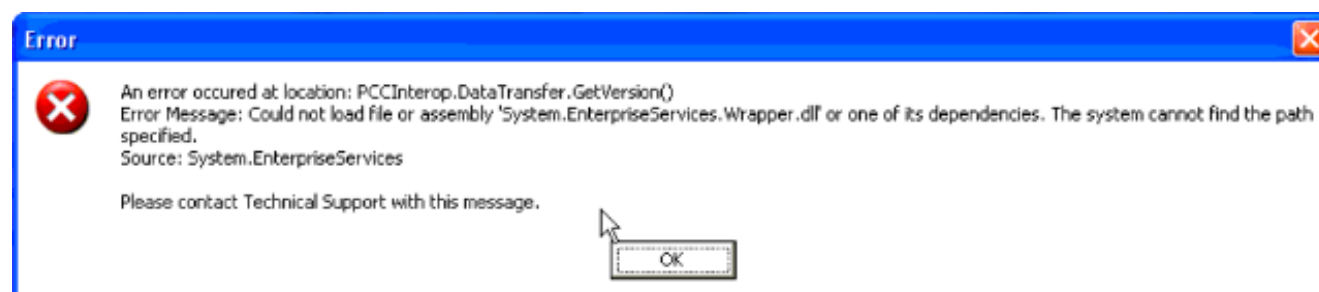 Error
An error occured at location: PCCInterop.DataTransfer.GetVersion()
Error Message: Could not load file or assembly 'System.EnterpriseServices.Wrapper.dll' or one of its dependencies. The system cannot find the path
specified.
Source: System.EnterpriseServices
Please contact Technical Support with this message.
OK